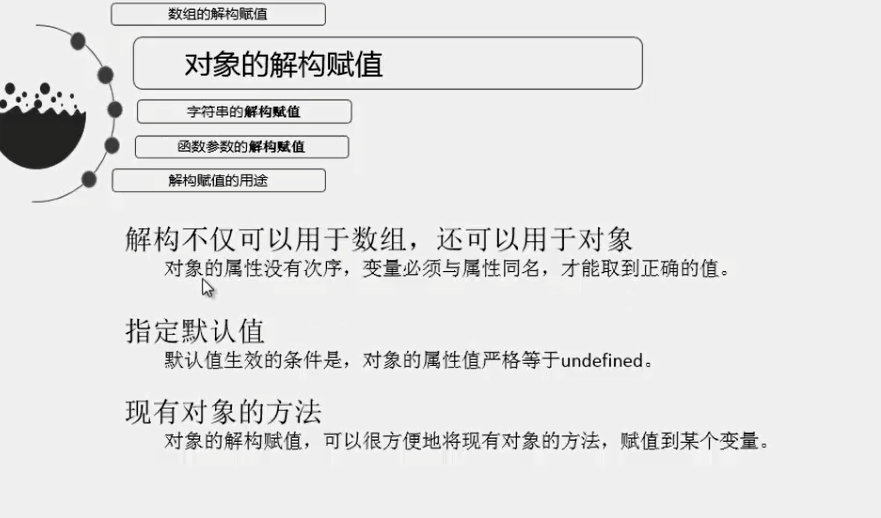 数组的解构赋值
对象的解构赋值
字符串的解构赋值
函数参数的解构赋值
解构赋值的用途
解构不仅可以用于数组，还可以用于对象
对象的属性没有次序，变量必须与属性同名，才能取到正确的值。
指定默认值
默认值生效的条件是，对象的属性值严格等于undefined。
现有对象的方法
对象的解构赋值，可以很方便地将现有对象的方法，赋值到某个变量。